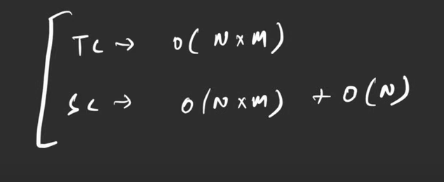 TC → O(N x M)
SC → O(N x M) + O(N)